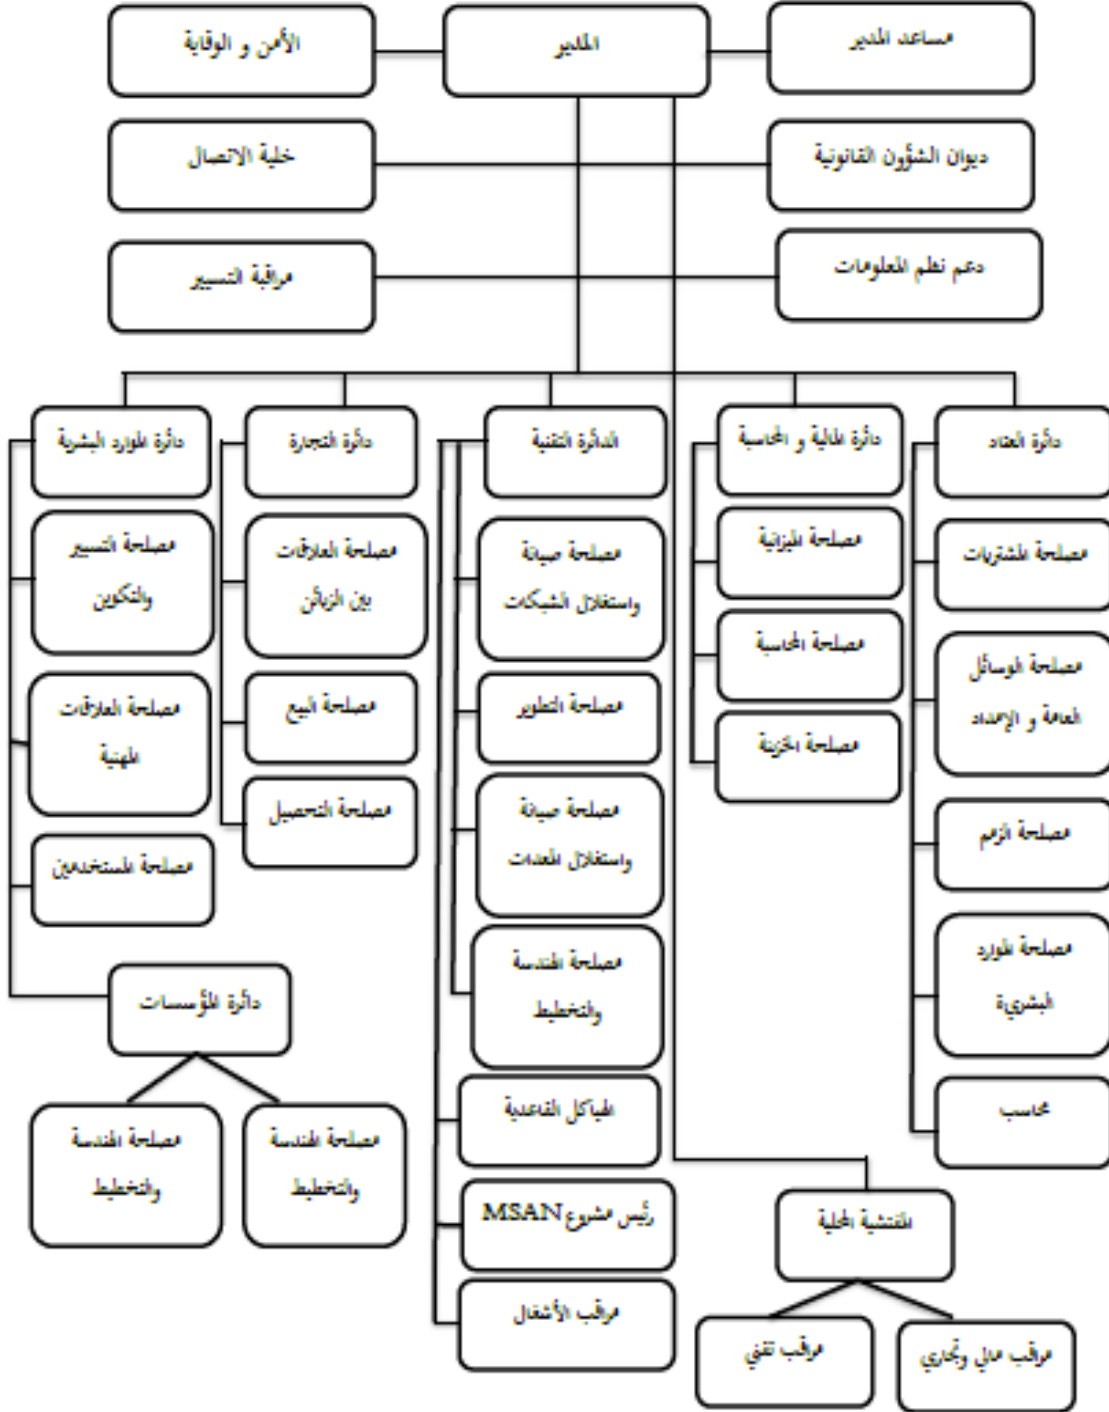 مساعد المدير
المدير
الأمن و الوقاية
ديوان الشؤون القانونية
خلية الاتصال
دعم نظم المعلومات
مراقبة التسيير
دائرة العتاد
دائرة المالية و المحاسبة
الدائرة التقنية
دائرة التجارة
دائرة الموارد البشرية
مصلحة المشتريات
مصلحة الوسائل
العامة و الإمداد
مصلحة الزمم
مصلحة الموارد
البشرية
محاسب
مصلحة الميزانية
مصلحة المحاسبة
مصلحة الخزينة
مصلحة صيانة
واستغلال الشبكات
مصلحة التطوير
مصلحة صيانة
واستغلال المعدات
مصلحة الهندسة
والتخطيط
الهياكل القاعدية
رئيس مشروع MSAN
مراقب الأشغال
مصلحة العلاقات
بين الزبائن
مصلحة البيع
مصلحة التحصيل
مصلحة التسيير
والتكوين
مصلحة العلاقات
المهنية
مصلحة المستخدمين
دائرة المؤسسات
مصلحة الهندسة
والتخطيط
مصلحة الهندسة
والتخطيط
المفتشية المحلية
مراقب مالي وتجاري
مراقب تقني